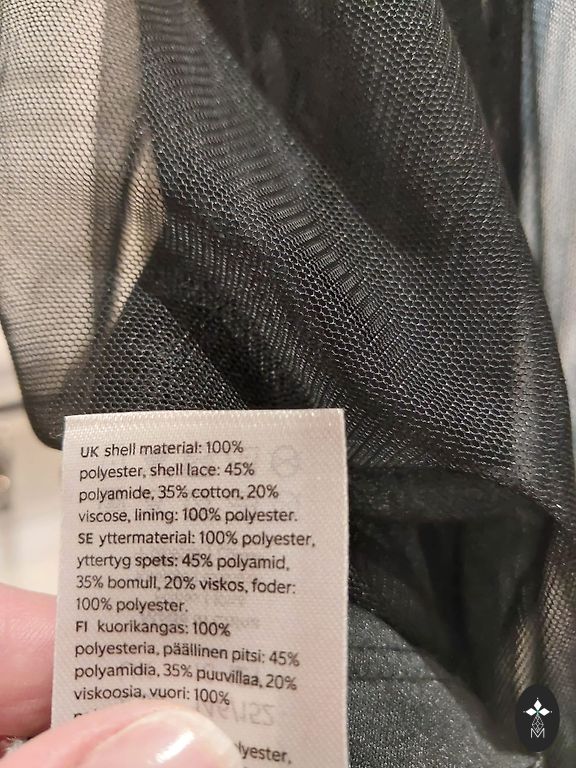 UK shell material: 100%
polyester, shell lace: 45%
polyamide, 35% cotton, 20%
viscose, lining: 100% polyester.
SE yttermaterial: 100% polyester,
yttertyg spets: 45% polyamid,
35% bomull, 20% viskos, foder:
100% polyester.
FI kuorikangas: 100%
polyesteria, päällinen pitsi: 45%
polyamidia, 35% puuvillaa, 20%
viskoosia, vuori: 100%
M